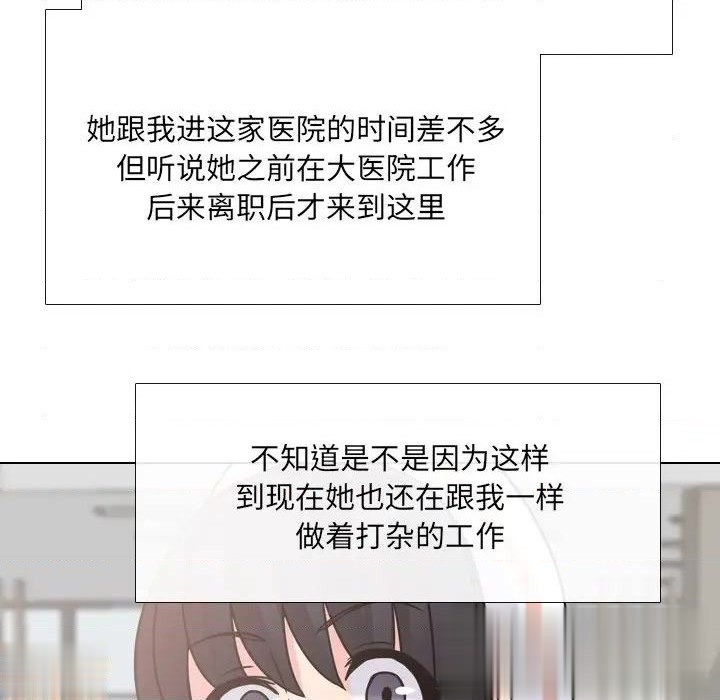 她跟我进这家医院的时间差不多
但听说她之前在大医院工作
后来离职后才来到这里
不知道是不是因为这样
到现在她也还在跟我一样
做着打杂的工作